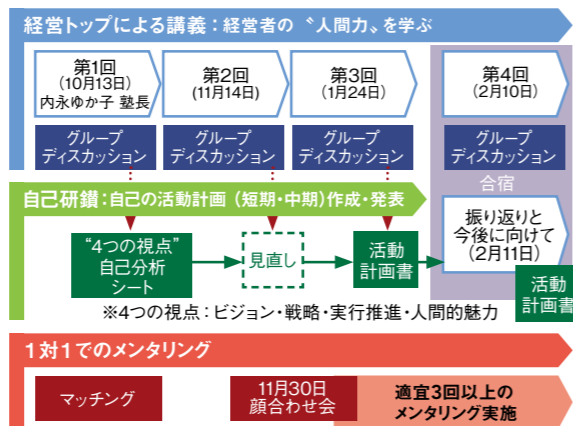 経営トップによる講義：経営者の〝人間力〟を学ぶ
第1回
（10月13日）
内永ゆか子 塾長
第2回
（11月14日）
第3回
（1月24日）
第4回
（2月10日）
グループ
ディスカッション
グループ
ディスカッション
グループ
ディスカッション
グループ
ディスカッション
合宿
自己研鑽：自己の活動計画（短期・中期）作成・発表
“4つの視点”
自己分析
シート
見直し
活動
計画書
振り返りと
今後に向けて
（2月11日）
活動
計画書
※4つの視点：ビジョン・戦略・実行推進・人間的魅力
1対1でのメンタリング
マッチング
11月30日
顔合わせ会
適宜3回以上の
メンタリング実施